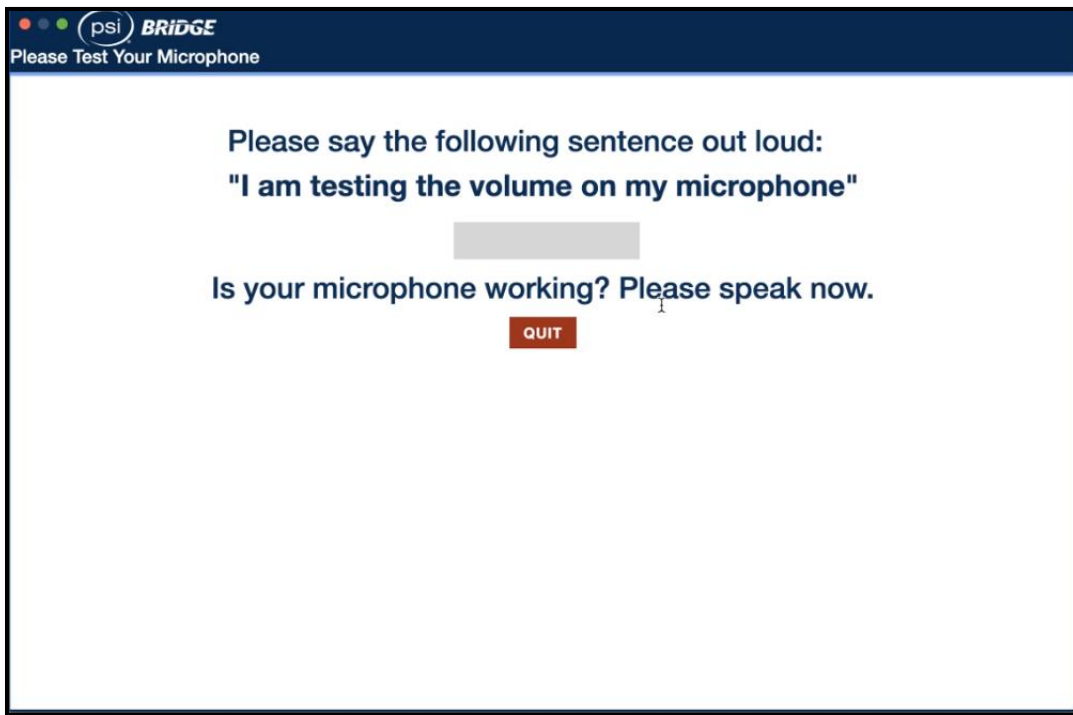 psi BRIDGE
Please Test Your Microphone
Please say the following sentence out loud:
"I am testing the volume on my microphone"
Is your microphone working? Please speak now.
QUIT